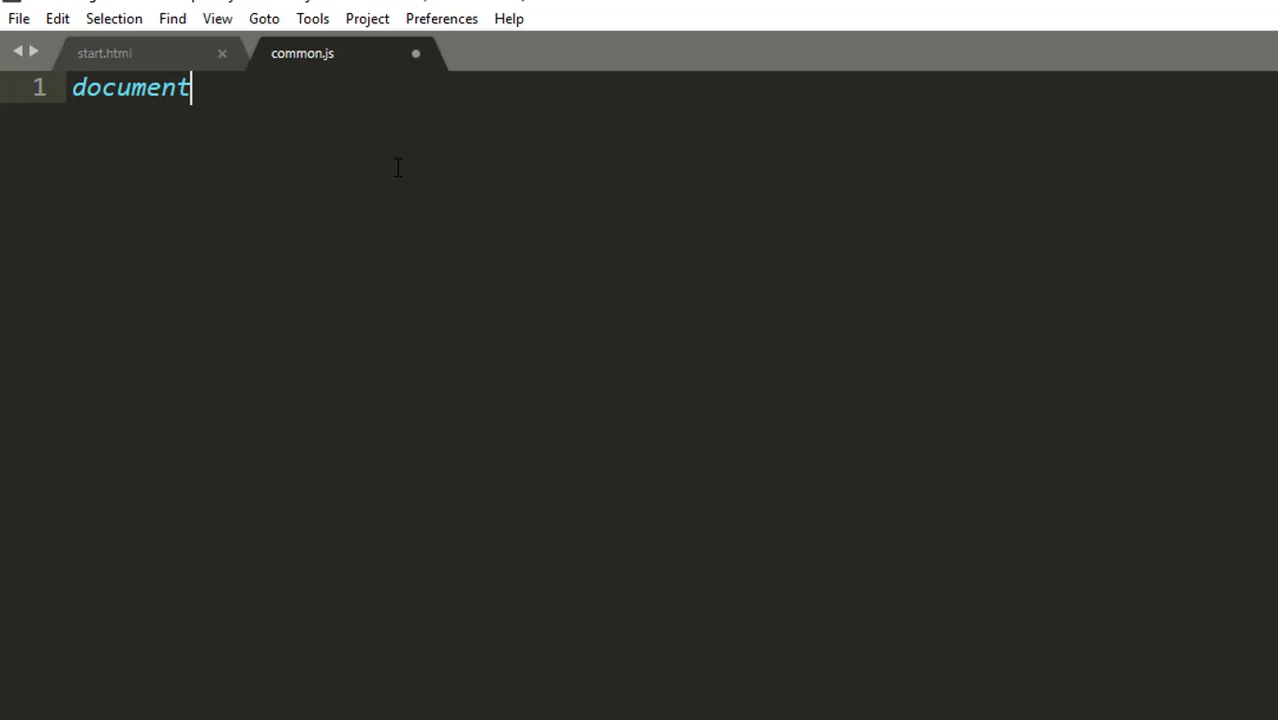 File Edit Selection Find View Goto Tools Project Preferences Help
start.html common.js
1 document